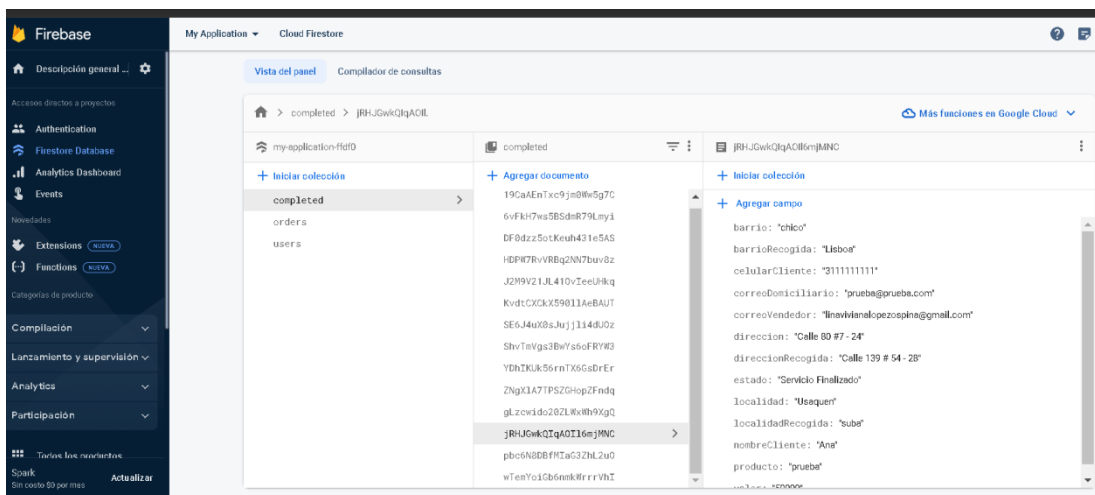 Firebase
My Application
Cloud Firestore
Descripción general ...
Accesos directos a proyectos
Authentication
Firestore Database
Analytics Dashboard
Events
Novedades
Extensions NUEVA
Functions NUEVA
Categorías de producto
Compilación
Lanzamiento y supervisión
Analytics
Participación
Todos los productos
Spark
Sin costo $0 por mes
Actualizar
Vista del panel
Compilador de consultas
> completed > jRHJGwkQIqAOIl.
Más funciones en Google Cloud
my-application-ffdf0
+ Iniciar colección
completed
orders
users
completed
+ Agregar documento
19CaAEnTxc9jm0Ww5g7C
6vFkH7ws5BSdmR79Lmyi
DF0dzz5otKeuh431e5AS
HDPW7RvVRBq2NN7buv8z
J2M9V21JL41OvIeeUHkq
KvdtCXCkX590l1AeBAUT
SE6J4uX0sJujjli4dUOz
ShvTmVgs3BwYs6oFRYW3
YDhIKUk56rnTX6GsDrEr
ZNgXlA7TPSZGHopZFndq
gLzcwido20ZLWxWh9XgQ
jRHJGwkQIqAOIl6mjMNC
pbc6N8DBfMIaG3ZhL2uO
wTemYoiGb6nmkWrrrVhI
jRHJGwkQIqAOIl6mjMNC
+ Iniciar colección
+ Agregar campo
barrio: "chico"
barrioRecogida: "Lisboa"
celularCliente: "3111111111"
correoDomiciliario: "prueba@prueba.com"
correoVendedor: "linavivianalopezospina@gmail.com"
direccion: "Calle 80 #7 - 24"
direccionRecogida: "Calle 139 # 54 - 28"
estado: "Servicio Finalizado"
localidad: "Usaquen"
localidadRecogida: "suba"
nombreCliente: "Ana"
producto: "prueba"